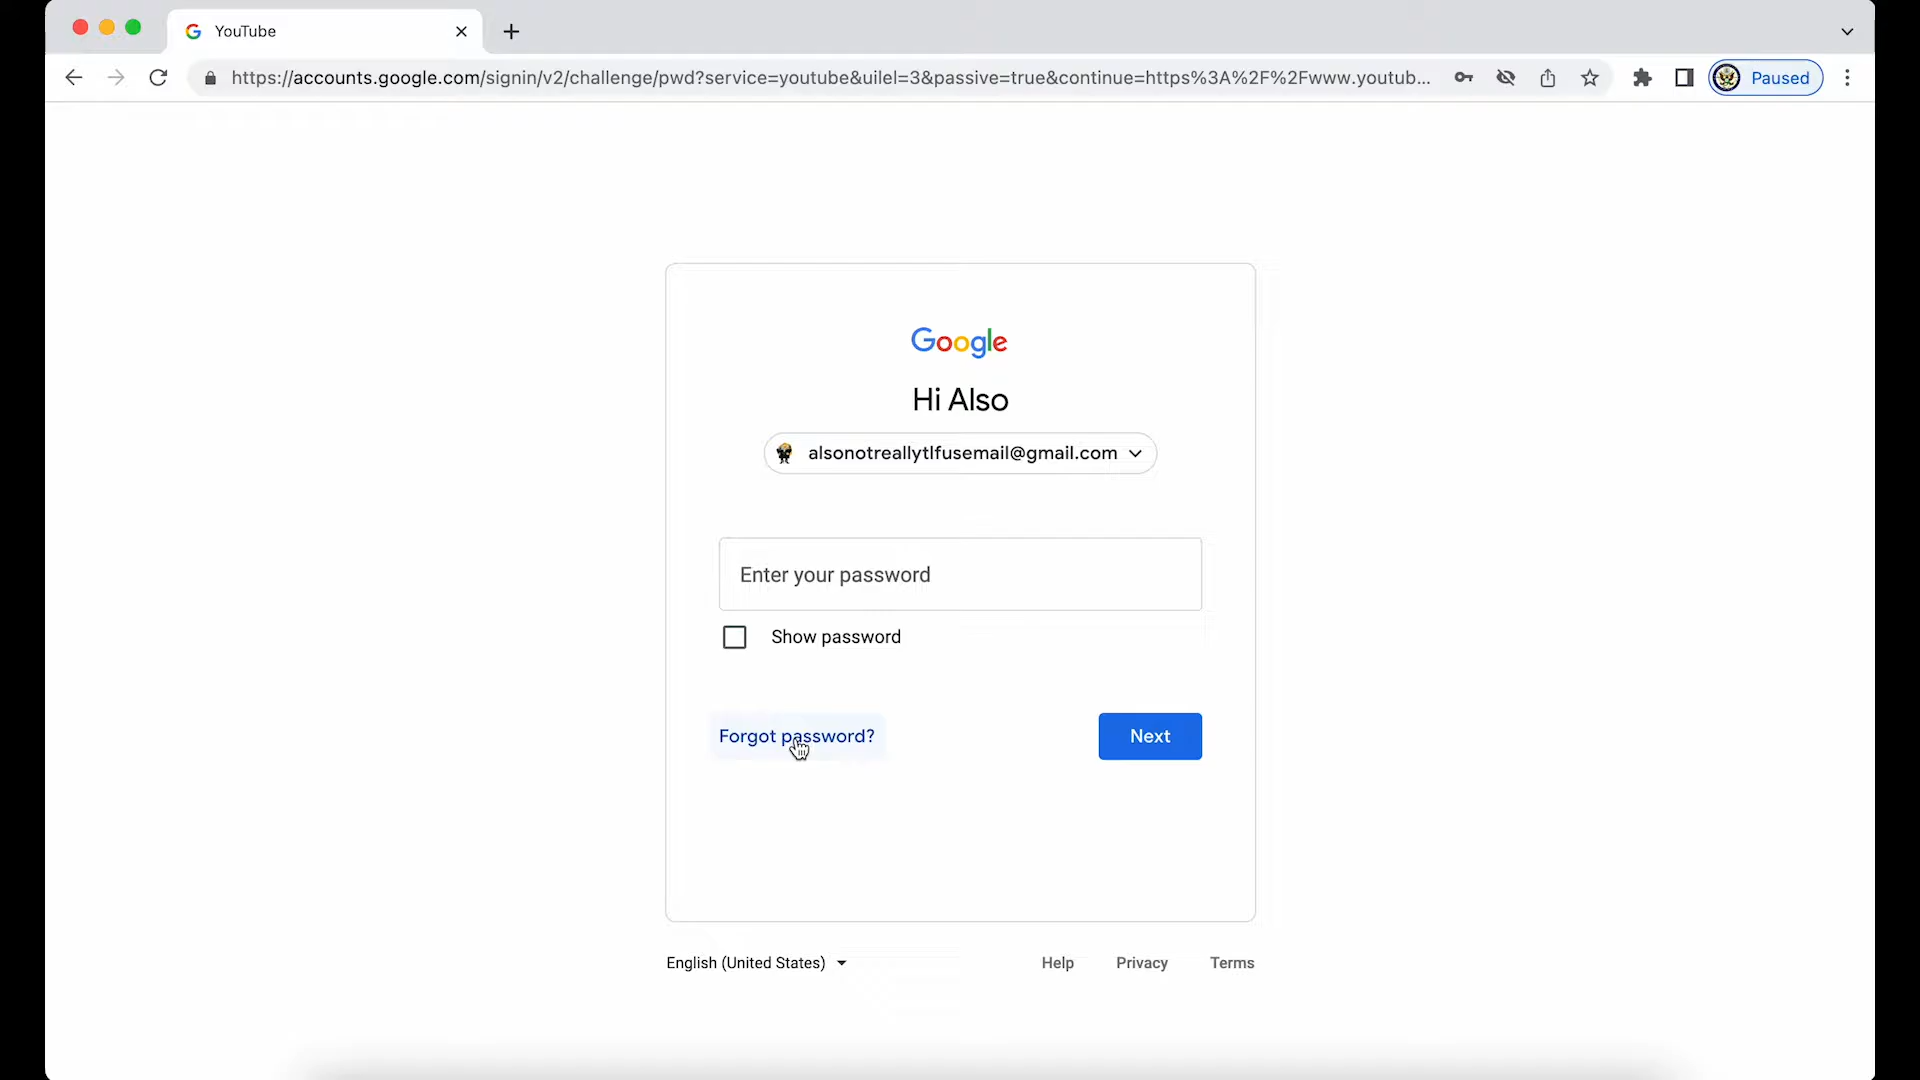 YouTube
https://accounts.google.com/signin/v2/challenge/pwd?service=youtube&uilel=3&passive=true&continue=https%3A%2F%2Fwww.youtub...
Paused
Google
Hi Also
alsonotreallytlfusemail@gmail.com
Enter your password
Show password
Forgot password?
Next
English (United States)
Help
Privacy
Terms